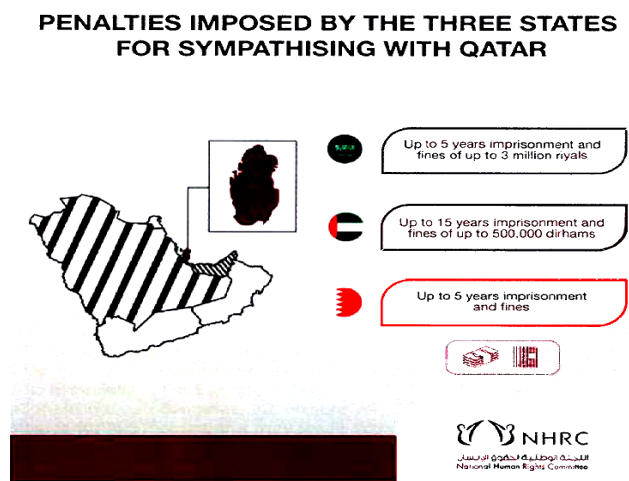 PENALTIES IMPOSED BY THE THREE STATES
FOR SYMPATHISING WITH QATAR
Up to 5 years imprisonment and
fines of up to 3 million riyals
Up to 15 years imprisonment and
fines of up to 500.000 dirhams
Up to 5 years imprisonment
and fines
NHRC
اللجنة الوطنية لحقوق الإنسان
National Human Rights Committee